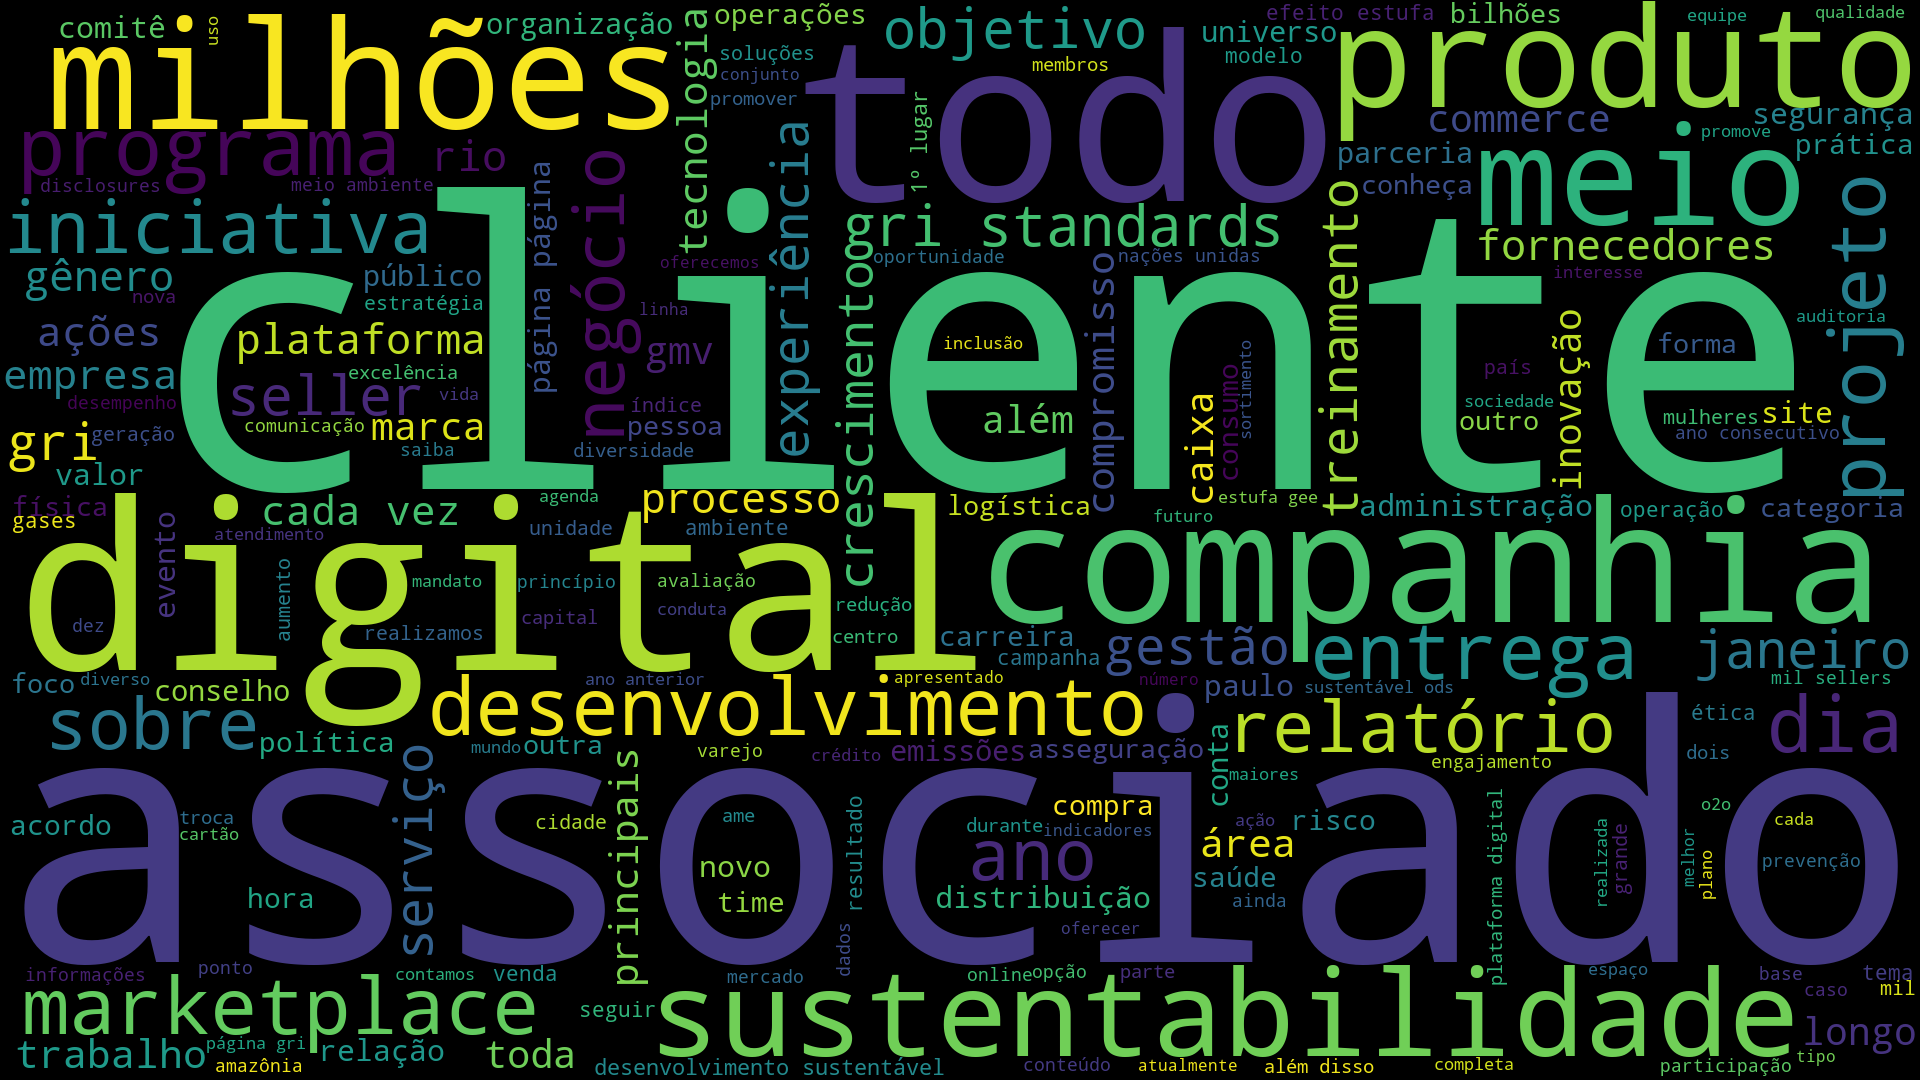 comitê
uso
organização
operações
objetivo
efeito estufa
bilhões
equipe
qualidade
milhões
tecnologia
soluções
conjunto
promover
todo
membros
universo
modelo
produto
programa
rio
disclosures
meio ambiente
negócio
experiência
1º lugar
commerce
segurança
promove
prática
parceria
conheça
meio
iniciativa
página página
gri standards
treinamento
fornecedores
projeto
gênero
nova
público
estratégia
oferecemos
linha
oportunidade
compromisso
nações unidas
interesse
auditoria
ações
plataforma
gmv
crescimento
inclusão
cliente
consumo
sortimento
inovação
forma
país
empresa
excelência
seller
vida
desempenho
índice
pessoa
além
caixa
sociedade
outro
mulheres
site
gri
geração
comunicação
marca
saiba
diversidade
ano consecutivo
valor
física
gases
cada vez
agenda
processo
logística
estufa gee
futuro
administração
operação
categoria
evento
atendimento
unidade
ambiente
digital
companhia
aumento
mandato
princípio
avaliação
conduta
capital
redução
centro
dez
realizamos
carreira
campanha
gestão
entrega
janeiro
foco
diverso
conselho
ano anterior
apresentado
número
paulo
sustentável ods
mil sellers
sobre
desenvolvimento
relatório
ética
dia
política
serviço
mundo
outra
principais
varejo
crédito
emissões
asseguração
conta
maiores
engajamento
dois
associado
acordo
troca
cartão
cidade
ame
resultado
durante
indicadores
compra
área
ação
risco
plataforma digital
realizada
grande
melhor
plano
o2o
cada
prevenção
hora
novo
time
ano
distribuição
saúde
ainda
oferecer
dados
informações
ponto
contamos
venda
mercado
online
opção
parte
espaço
base
tema
caso
mil
marketplace
seguir
sustentabilidade
longo
trabalho
página gri
amazônia
relação
toda
desenvolvimento sustentável
conteúdo
atualmente
além disso
completa
participação
tipo